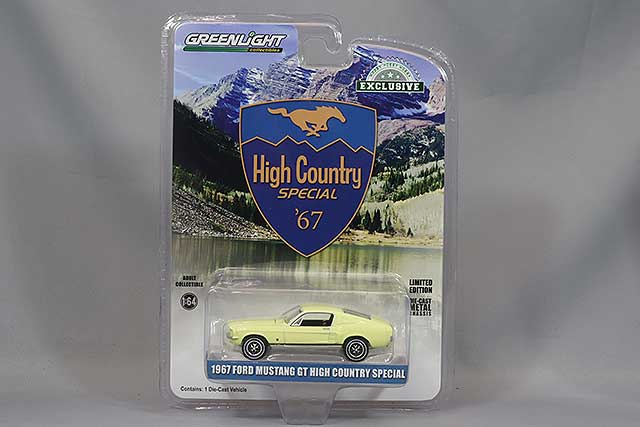 GREENLIGHT
collectibles
EXCLUSIVE
High Country
SPECIAL
'67
ADULT
COLLECTIBLE
1:64
LIMITED
EDITION
DIE-CAST
METAL
CHASSIS
1967 FORD MUSTANG GT HIGH COUNTRY SPECIAL
Contains: 1 Die-Cast Vehicle